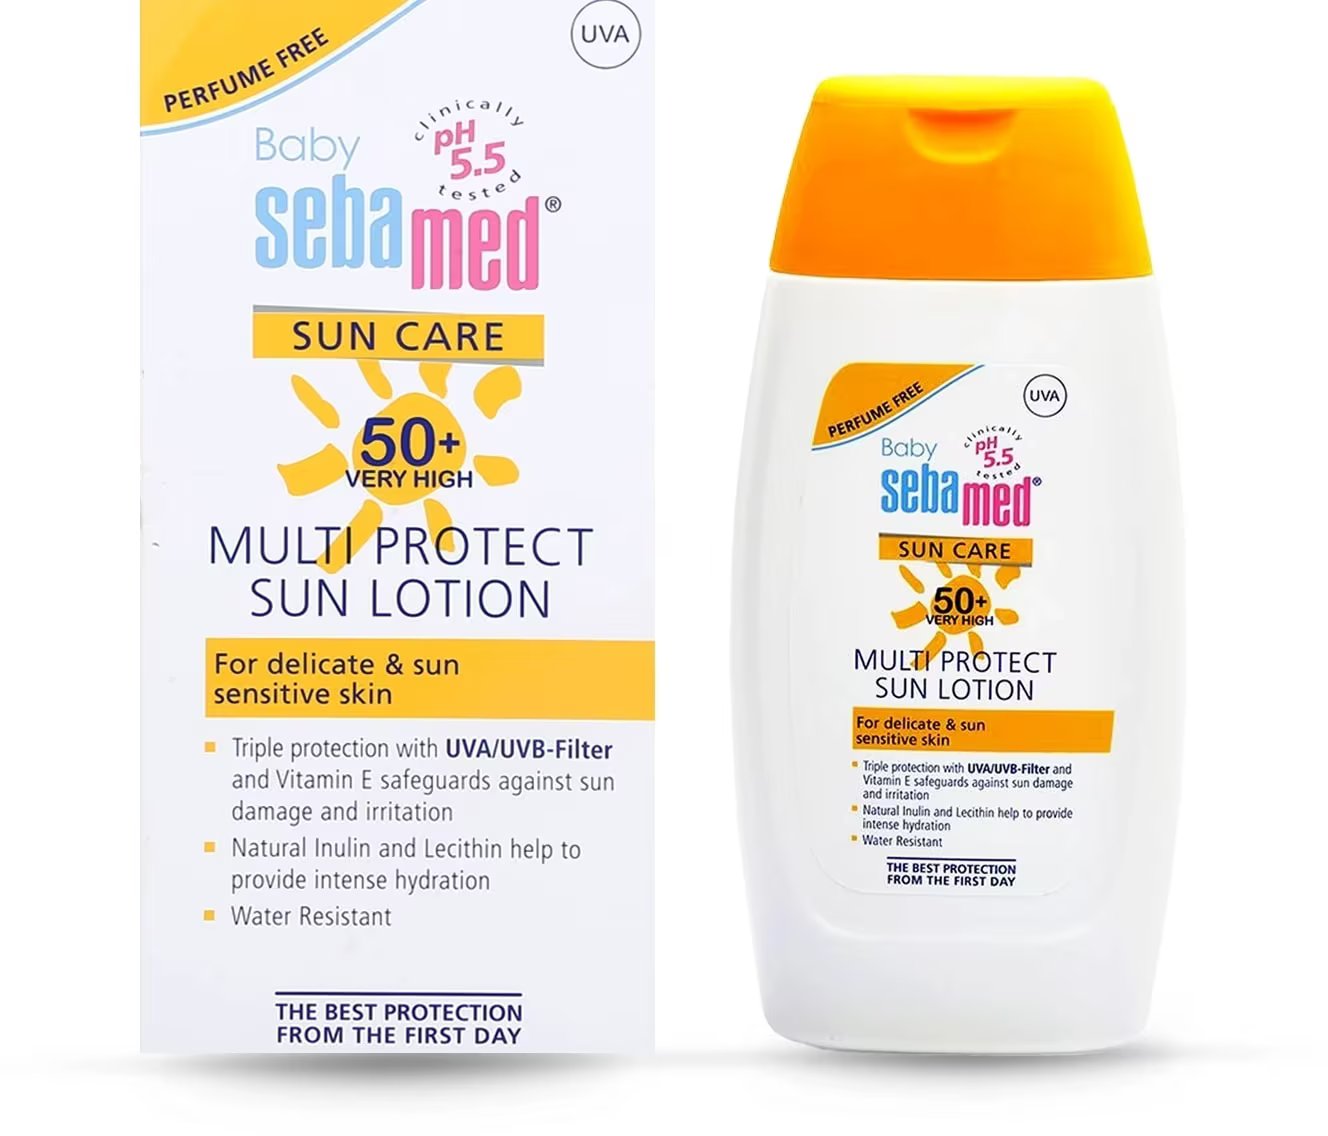 PERFUME FREE
UVA
Baby
clinically
pH
5.5
tested
sebamed®
SUN CARE
50+
VERY HIGH
MULTI PROTECT
SUN LOTION
For delicate & sun
sensitive skin
Triple protection with UVA/UVB-Filter
and Vitamin E safeguards against sun
damage and irritation
Natural Inulin and Lecithin help to
provide intense hydration
Water Resistant
THE BEST PROTECTION
FROM THE FIRST DAY
PERFUME FREE
UVA
Baby
clinically
pH
5.5
tested
sebamed®
SUN CARE
50+
VERY HIGH
MULTI PROTECT
SUN LOTION
For delicate & sun
sensitive skin
Triple protection with UVA/UVB-Filter and
Vitamin E safeguards against sun damage
and irritation
Natural Inulin and Lecithin help to provide
intense hydration
Water Resistant
THE BEST PROTECTION
FROM THE FIRST DAY